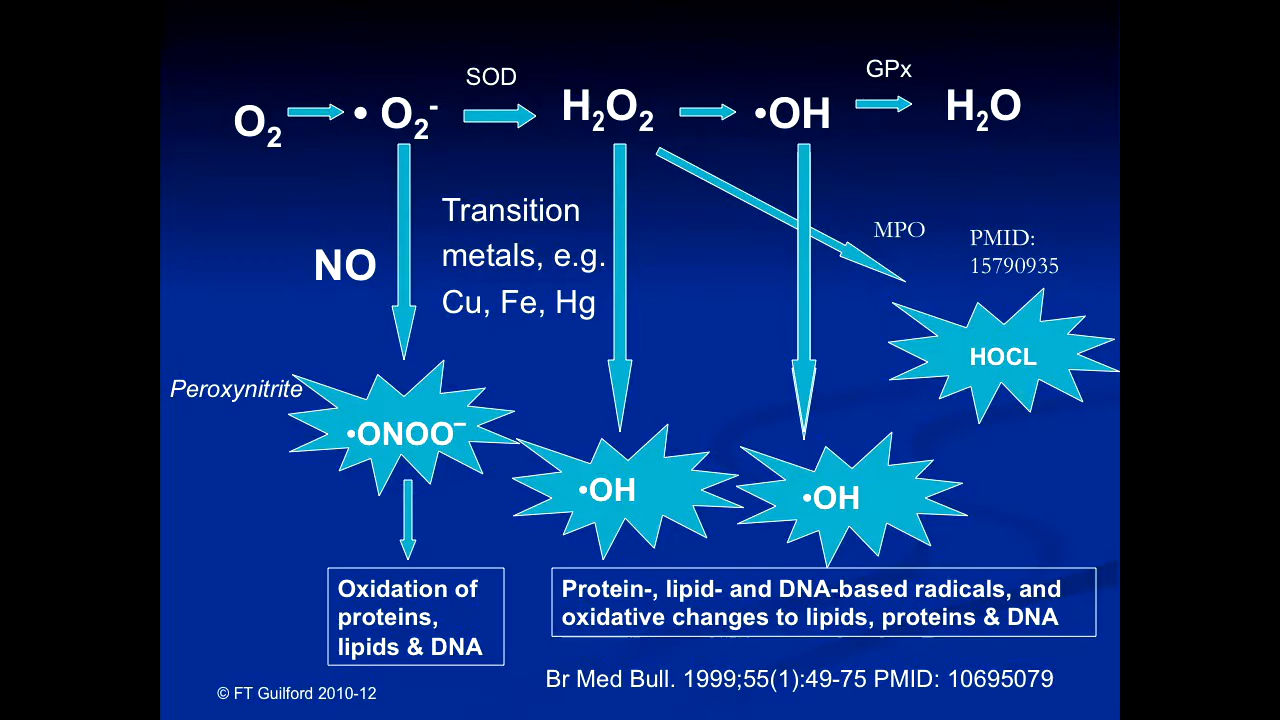 SOD
GPx
O₂ • O₂⁻ H₂O₂ •OH H₂O
Transition
metals, e.g.
Cu, Fe, Hg
NO
MPO
PMID:
15790935
HOCL
Peroxynitrite
•ONOO⁻
•OH
•OH
Oxidation of
proteins,
lipids & DNA
Protein-, lipid- and DNA-based radicals, and
oxidative changes to lipids, proteins & DNA
Br Med Bull. 1999;55(1):49-75 PMID: 10695079
© FT Guilford 2010-12